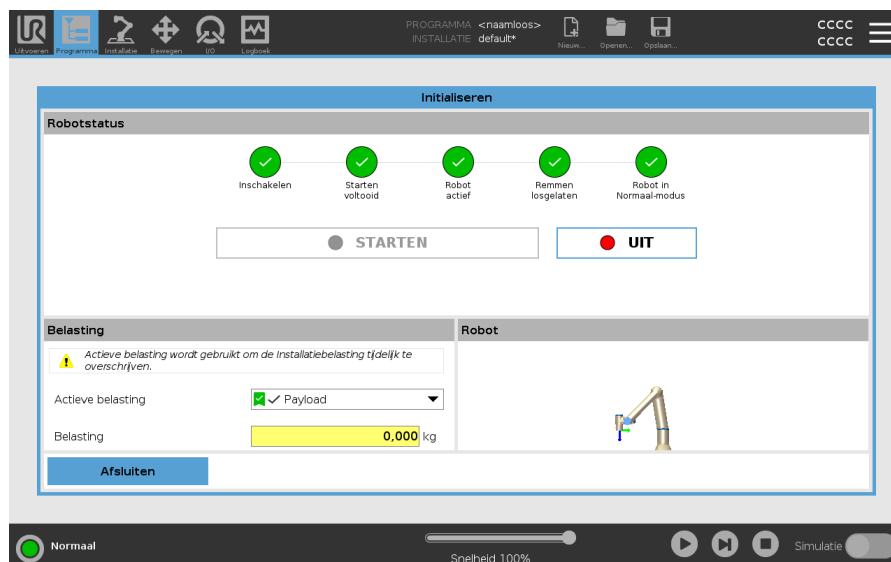 PROGRAMMA <naamloos>
INSTALLATIE default*
CCCC
CCCC
Uitvoeren
Programma
Installatie
Bewegen
I/O
Logboek
Nieuw...
Openen...
Opslaan...
Initialiseren
Robotstatus
Inschakelen
Starten
voltooid
Robot
actief
Remmen
losgelaten
Robot in
Normaal-modus
STARTEN
UIT
Belasting
Robot
Actieve belasting wordt gebruikt om de Installatiebelasting tijdelijk te
overschrijven.
Actieve belasting
Payload
Belasting
0,000 kg
Afsluiten
Normaal
Snelheid 100%
Simulatie